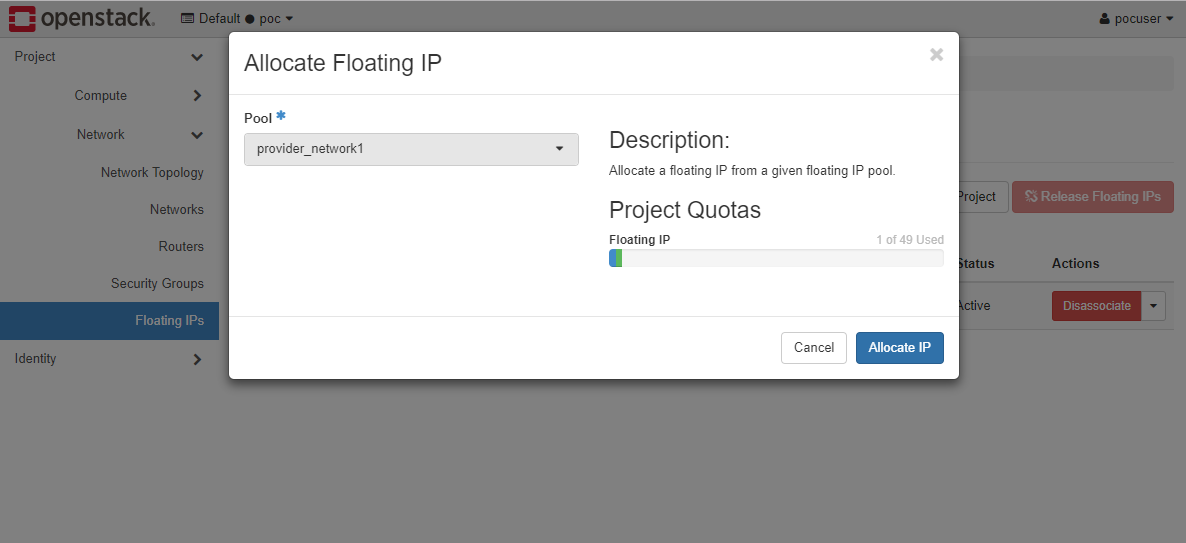 openstack.
Default ● poc
pocuser
Project
Compute
Network
Network Topology
Networks
Routers
Security Groups
Floating IPs
Identity
Allocate Floating IP
×
Pool *
provider_network1
Description:
Allocate a floating IP from a given floating IP pool.
Project Quotas
Floating IP
1 of 49 Used
Cancel
Allocate IP
Project
Release Floating IPs
Status
Actions
Active
Disassociate